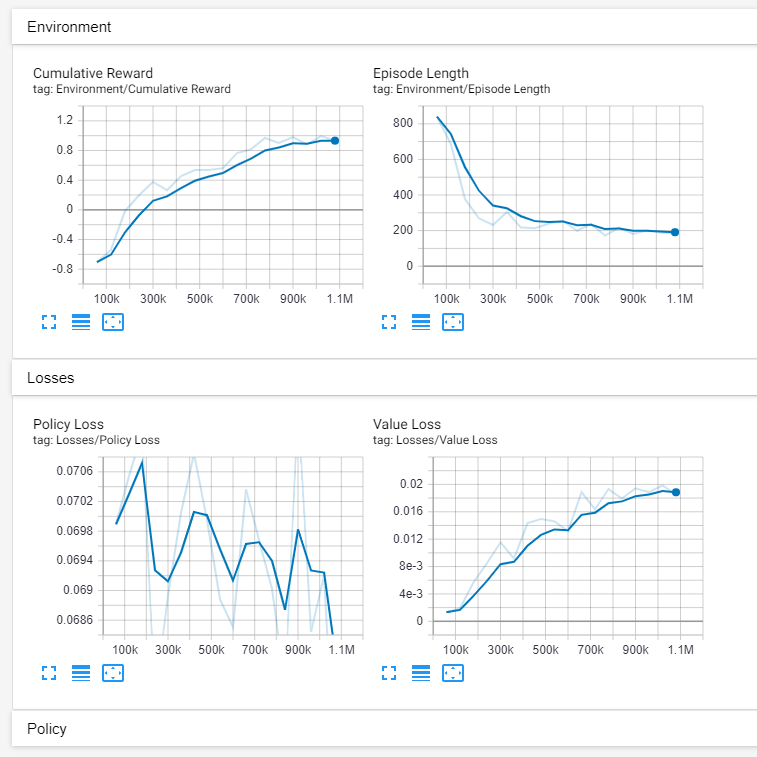 Environment
Cumulative Reward
tag: Environment/Cumulative Reward
1.2
0.8
0.4
0
-0.4
-0.8
100k 300k 500k 700k 900k 1.1M
Episode Length
tag: Environment/Episode Length
800
600
400
200
0
100k 300k 500k 700k 900k 1.1M
Losses
Policy Loss
tag: Losses/Policy Loss
0.0706
0.0702
0.0698
0.0694
0.069
0.0686
100k 300k 500k 700k 900k 1.1M
Value Loss
tag: Losses/Value Loss
0.02
0.016
0.012
8e-3
4e-3
0
100k 300k 500k 700k 900k 1.1M
Policy